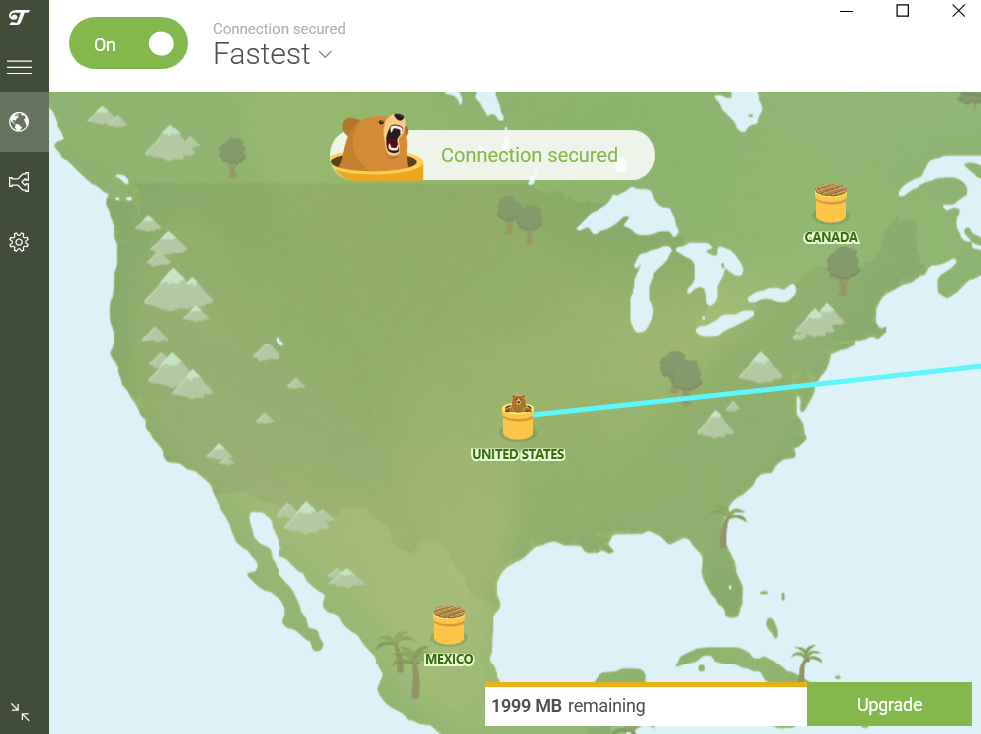 Connection secured
On
Fastest
Connection secured
CANADA
UNITED STATES
MEXICO
1999 MB remaining
Upgrade